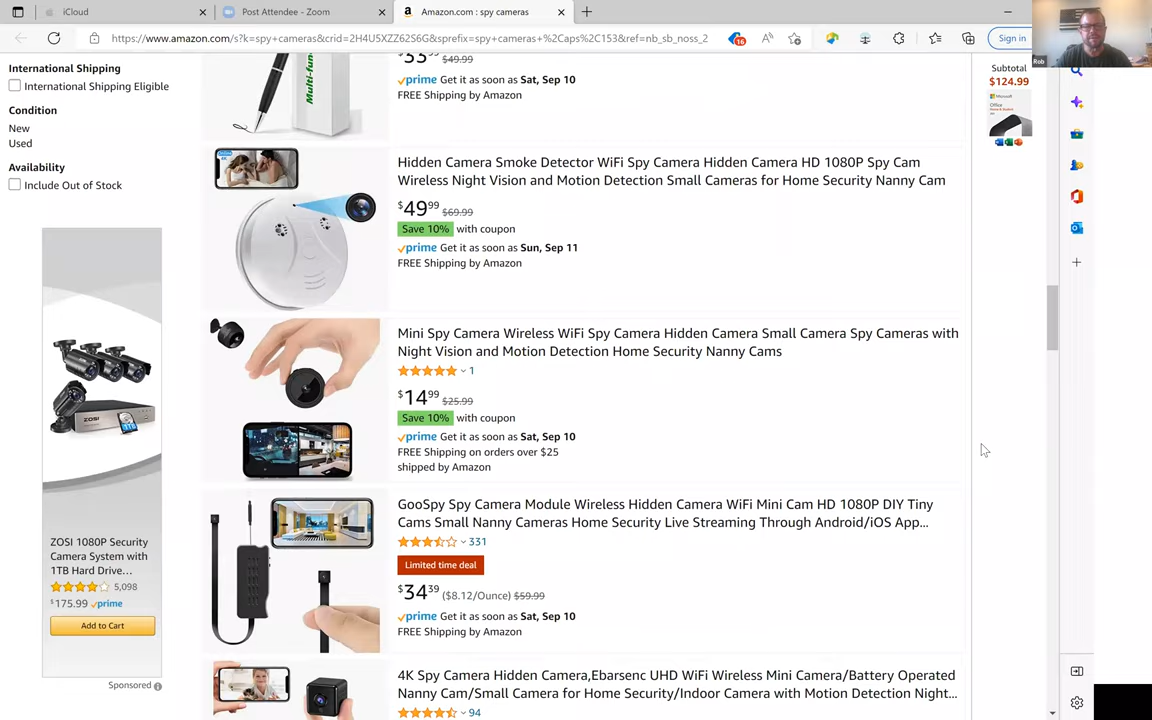 iCloud
Post Attendee - Zoom
Amazon.com : spy cameras
https://www.amazon.com/s?k=spy+cameras&crid=2H4U5XZZ62S6G&sprefix=spy+cameras+%2Caps%2C153&ref=nb_sb_noss_2
16
Sign in
Rob
International Shipping
International Shipping Eligible
Condition
New
Used
Availability
Include Out of Stock
ZOSI
1TB
ZOSI 1080P Security
Camera System with
1TB Hard Drive...
5,098
$175.99 prime
Add to Cart
Sponsored
Multi-fun
$49.99
prime Get it as soon as Sat, Sep 10
FREE Shipping by Amazon
Hidden Camera Smoke Detector WiFi Spy Camera Hidden Camera HD 1080P Spy Cam
Wireless Night Vision and Motion Detection Small Cameras for Home Security Nanny Cam
$49.99 $69.99
Save 10% with coupon
prime Get it as soon as Sun, Sep 11
FREE Shipping by Amazon
Mini Spy Camera Wireless WiFi Spy Camera Hidden Camera Small Camera Spy Cameras with
Night Vision and Motion Detection Home Security Nanny Cams
1
$14.99 $25.99
Save 10% with coupon
prime Get it as soon as Sat, Sep 10
FREE Shipping on orders over $25
shipped by Amazon
GooSpy Spy Camera Module Wireless Hidden Camera WiFi Mini Cam HD 1080P DIY Tiny
Cams Small Nanny Cameras Home Security Live Streaming Through Android/iOS App...
331
Limited time deal
$34.39 ($8.12/Ounce) $59.99
prime Get it as soon as Sat, Sep 10
FREE Shipping by Amazon
4K Spy Camera Hidden Camera,Ebarsenc UHD WiFi Wireless Mini Camera/Battery Operated
Nanny Cam/Small Camera for Home Security/Indoor Camera with Motion Detection Night...
94
Subtotal
$124.99
Microsoft
Office